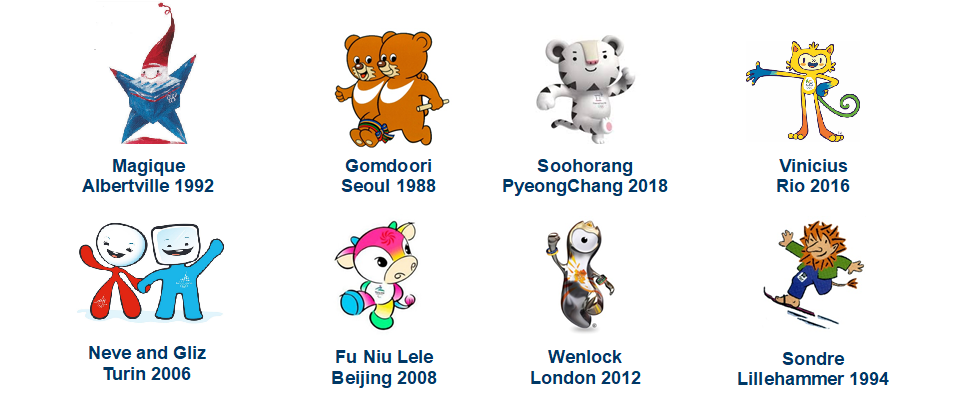 Magique
Albertville 1992
Gomdoori
Seoul 1988
Soohorang
PyeongChang 2018
Vinicius
Rio 2016
Neve and Gliz
Turin 2006
Fu Niu Lele
Beijing 2008
Wenlock
London 2012
Sondre
Lillehammer 1994